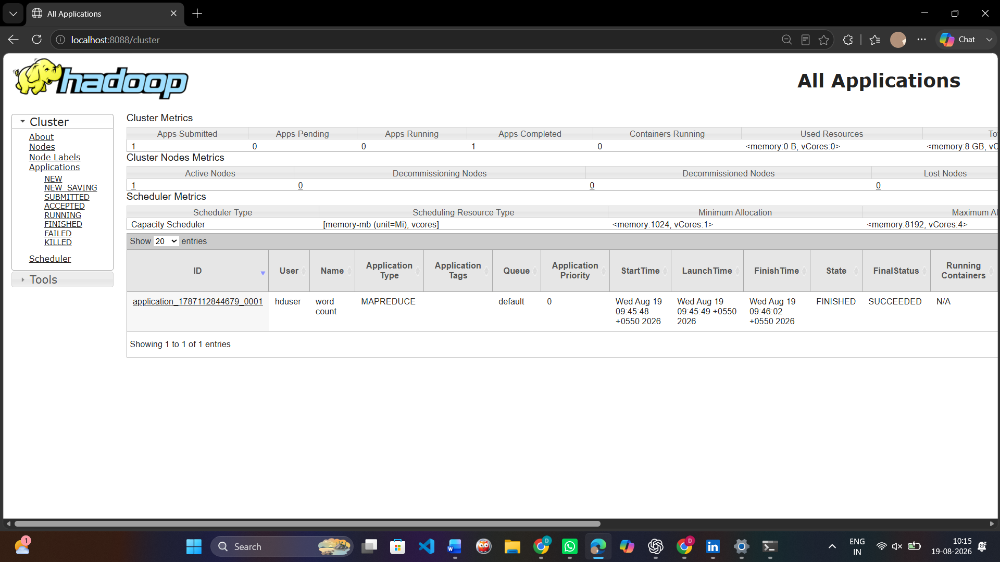 All Applications
localhost:8088/cluster
Chat
hadoop
All Applications
Cluster
About
Nodes
Node Labels
Applications
NEW
NEW_SAVING
SUBMITTED
ACCEPTED
RUNNING
FINISHED
FAILED
KILLED
Scheduler
Tools
Cluster Metrics
Apps Submitted Apps Pending Apps Running Apps Completed Containers Running Used Resources To
1 0 0 1 0 <memory:0 B, vCores:0> <memory:8 GB, vC
Cluster Nodes Metrics
Active Nodes Decommissioning Nodes Decommissioned Nodes Lost Nodes
1 0 0 0
Scheduler Metrics
Scheduler Type Scheduling Resource Type Minimum Allocation Maximum Al
Capacity Scheduler [memory-mb (unit=Mi), vcores] <memory:1024, vCores:1> <memory:8192, vCores:4>
Show 20 entries
ID User Name Application Type Application Tags Queue Application Priority StartTime LaunchTime FinishTime State FinalStatus Running Containers
application_1787112844679_0001 hduser word count MAPREDUCE default 0 Wed Aug 19 09:45:48 +0550 2026 Wed Aug 19 09:45:49 +0550 2026 Wed Aug 19 09:46:02 +0550 2026 FINISHED SUCCEEDED N/A
Showing 1 to 1 of 1 entries
1
Search
D
D
ENG
IN
10:15
19-08-2026